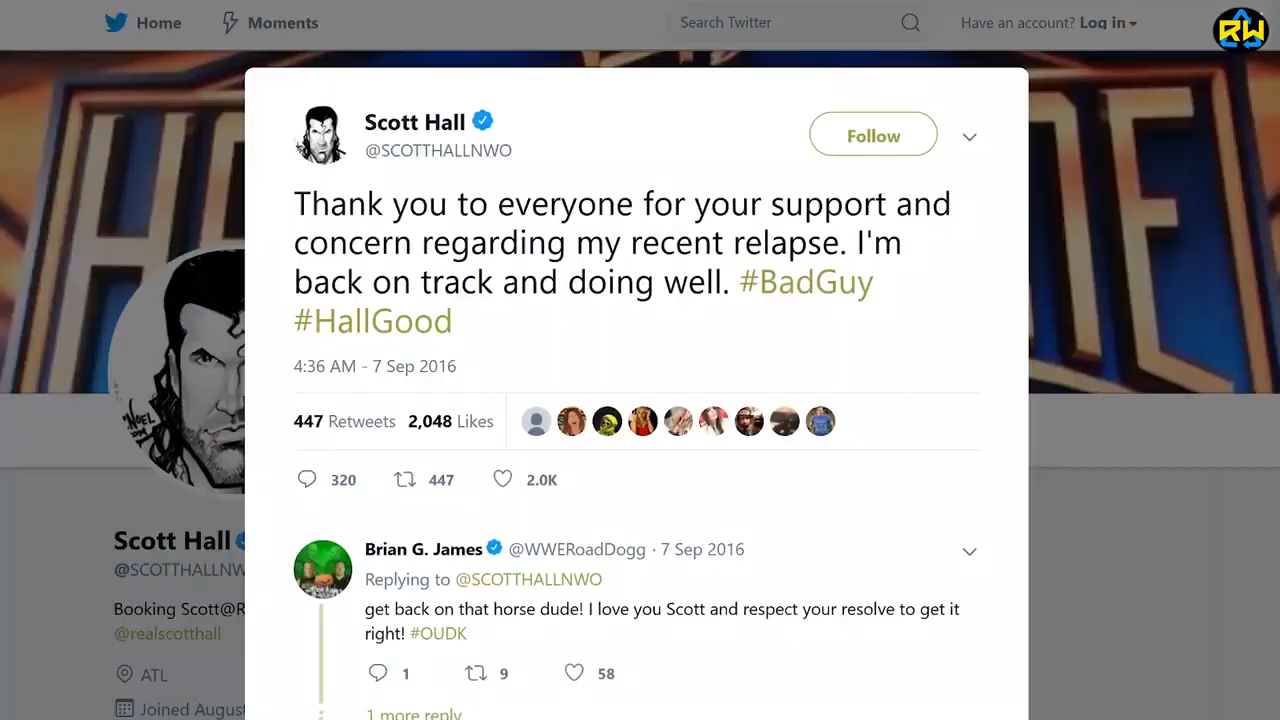 Home
Moments
Search Twitter
Have an account? Log in
RW
Scott Hall
@SCOTTHALLNWO
Follow
Thank you to everyone for your support and
concern regarding my recent relapse. I'm
back on track and doing well. #BadGuy
#HallGood
4:36 AM - 7 Sep 2016
447 Retweets 2,048 Likes
320 447 2.0K
Brian G. James @WWERoadDogg · 7 Sep 2016
Replying to @SCOTTHALLNWO
get back on that horse dude! I love you Scott and respect your resolve to get it
right! #OUDK
1 9 58
1 more reply
NOEL
Scott Hall
@SCOTTHALLNW
Booking Scott@R
@realscotthall
ATL
Joined August